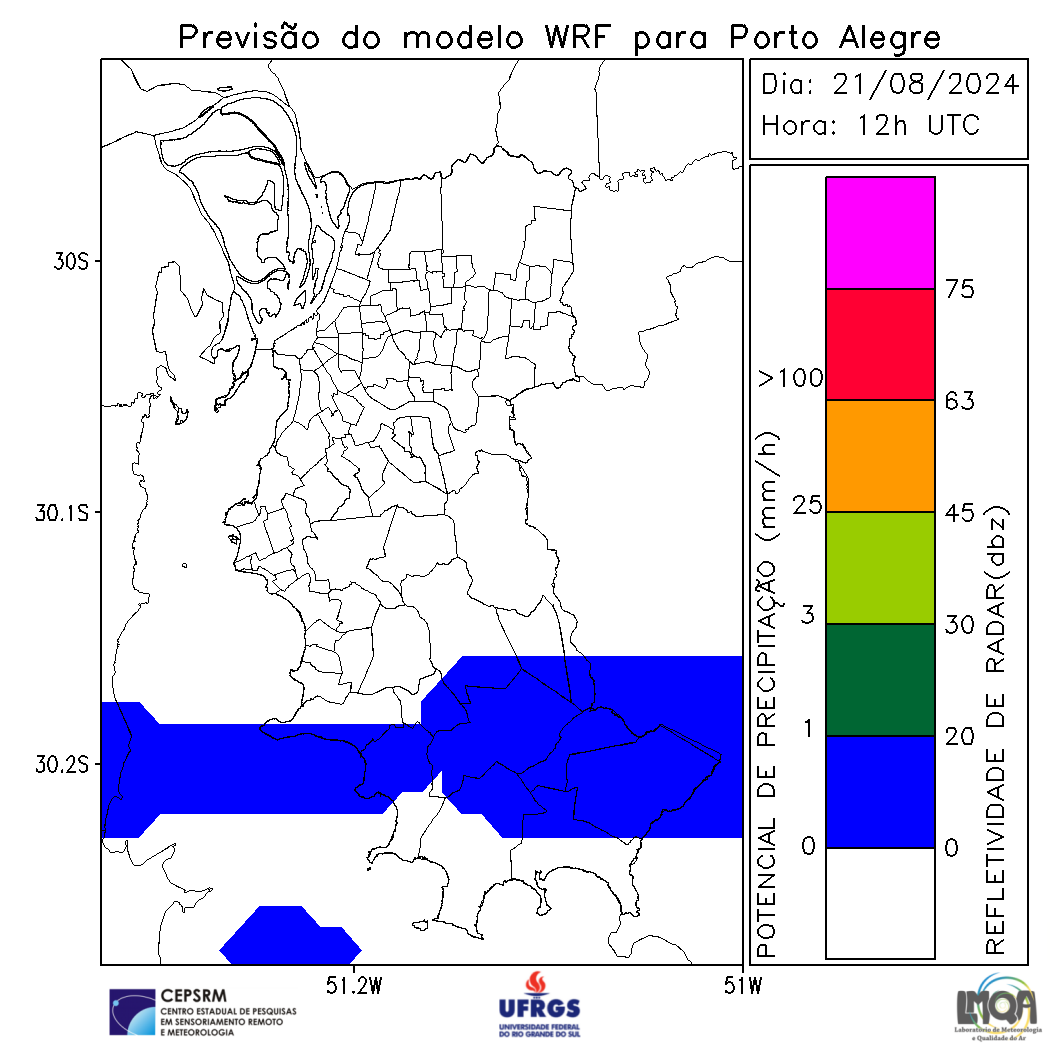 Previsão do modelo WRF para Porto Alegre
Dia: 21/08/2024
Hora: 12h UTC
30S
30.1S
30.2S
51.2W
51W
POTENCIAL DE PRECIPITAÇÃO (mm/h)
>100
25
3
1
0
75
63
45
30
20
0
REFLETIVIDADE DE RADAR(dbz)
CEPSRM
CENTRO ESTADUAL DE PESQUISAS
EM SENSORIAMENTO REMOTO
E METEOROLOGIA
UFRGS
UNIVERSIDADE FEDERAL
DO RIO GRANDE DO SUL
LMQA
Laboratório de Meteorologia
e Qualidade do Ar